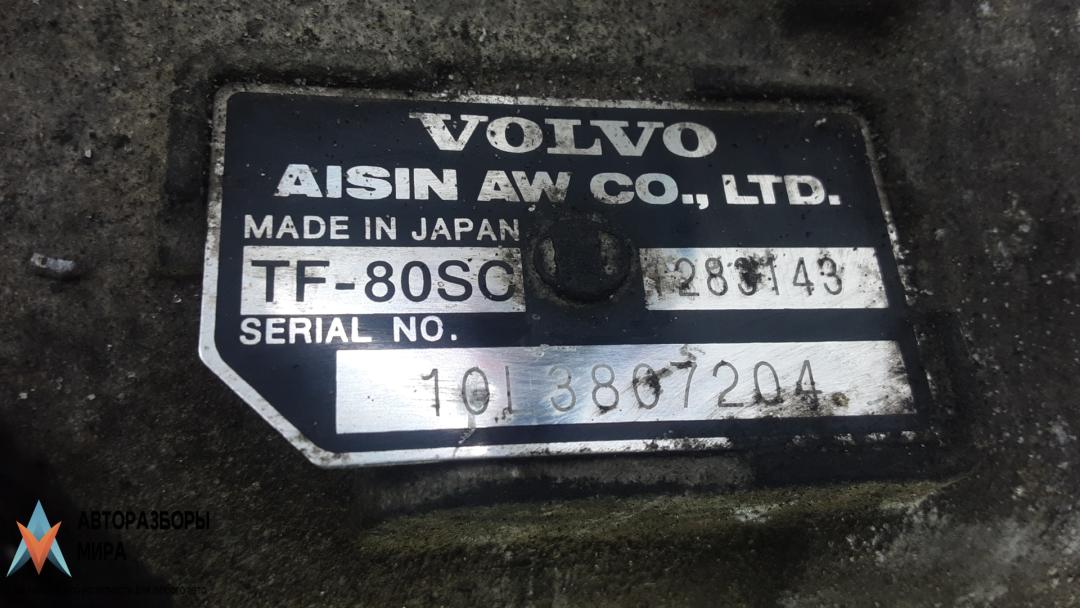 VOLVO
AISIN AW CO., LTD.
MADE IN JAPAN
TF-80SC 1283143
SERIAL NO.
10L3807204
АВТОРАЗБОРЫ
МИРА